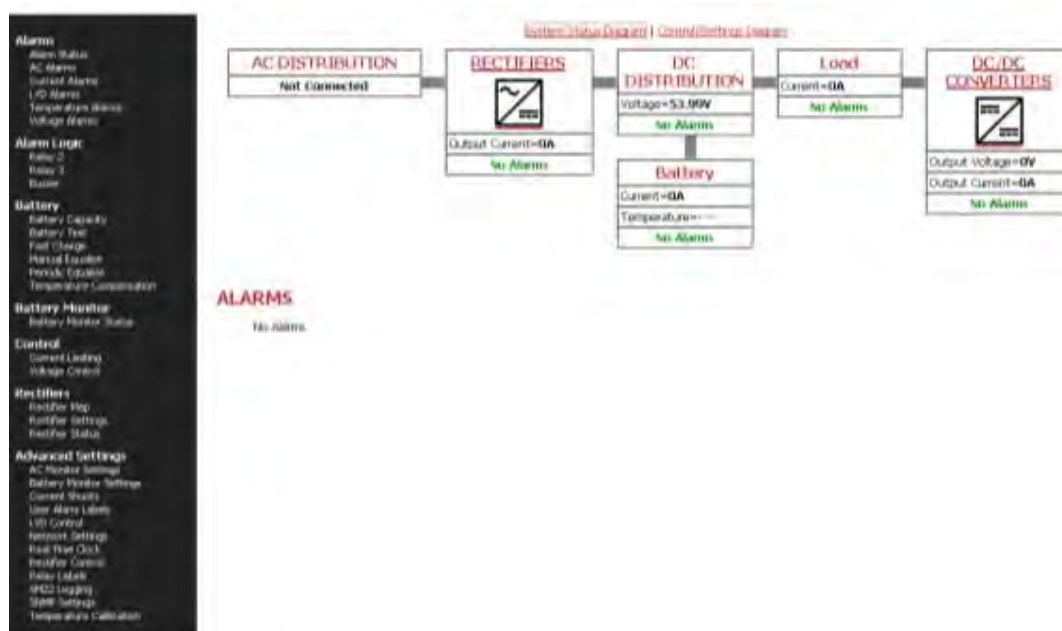 Alarms
Alarm Status
AC Alarms
Current Alarms
LVD Alarms
Temperature Alarms
Voltage Alarms
Alarm Logic
Relay 2
Relay 3
Buzzer
Battery
Battery Capacity
Battery Test
Fast Charge
Manual Equalise
Periodic Equalise
Temperature Compensation
Battery Monitor
Battery Monitor Status
Control
Current Limiting
Voltage Control
Rectifiers
Rectifier Map
Rectifier Settings
Rectifier Status
Advanced Settings
AC Monitor Settings
Battery Monitor Settings
Current Shunts
User Alarm Labels
LVD Control
Network Settings
Real Time Clock
Rectifier Control
Relay Labels
Logging
SNMP Settings
Temperature Calibration
System Status Diagram | Control/Settings Diagram
AC DISTRIBUTION
Not Connected
RECTIFIERS
Output Current=0A
No Alarms
DC
DISTRIBUTION
Voltage=53.99V
No Alarms
Battery
Current=0A
Temperature=- --
No Alarms
Load
Current=0A
No Alarms
DC/DC
CONVERTERS
Output Voltage=0V
Output Current=0A
No Alarms
ALARMS
No Alarms